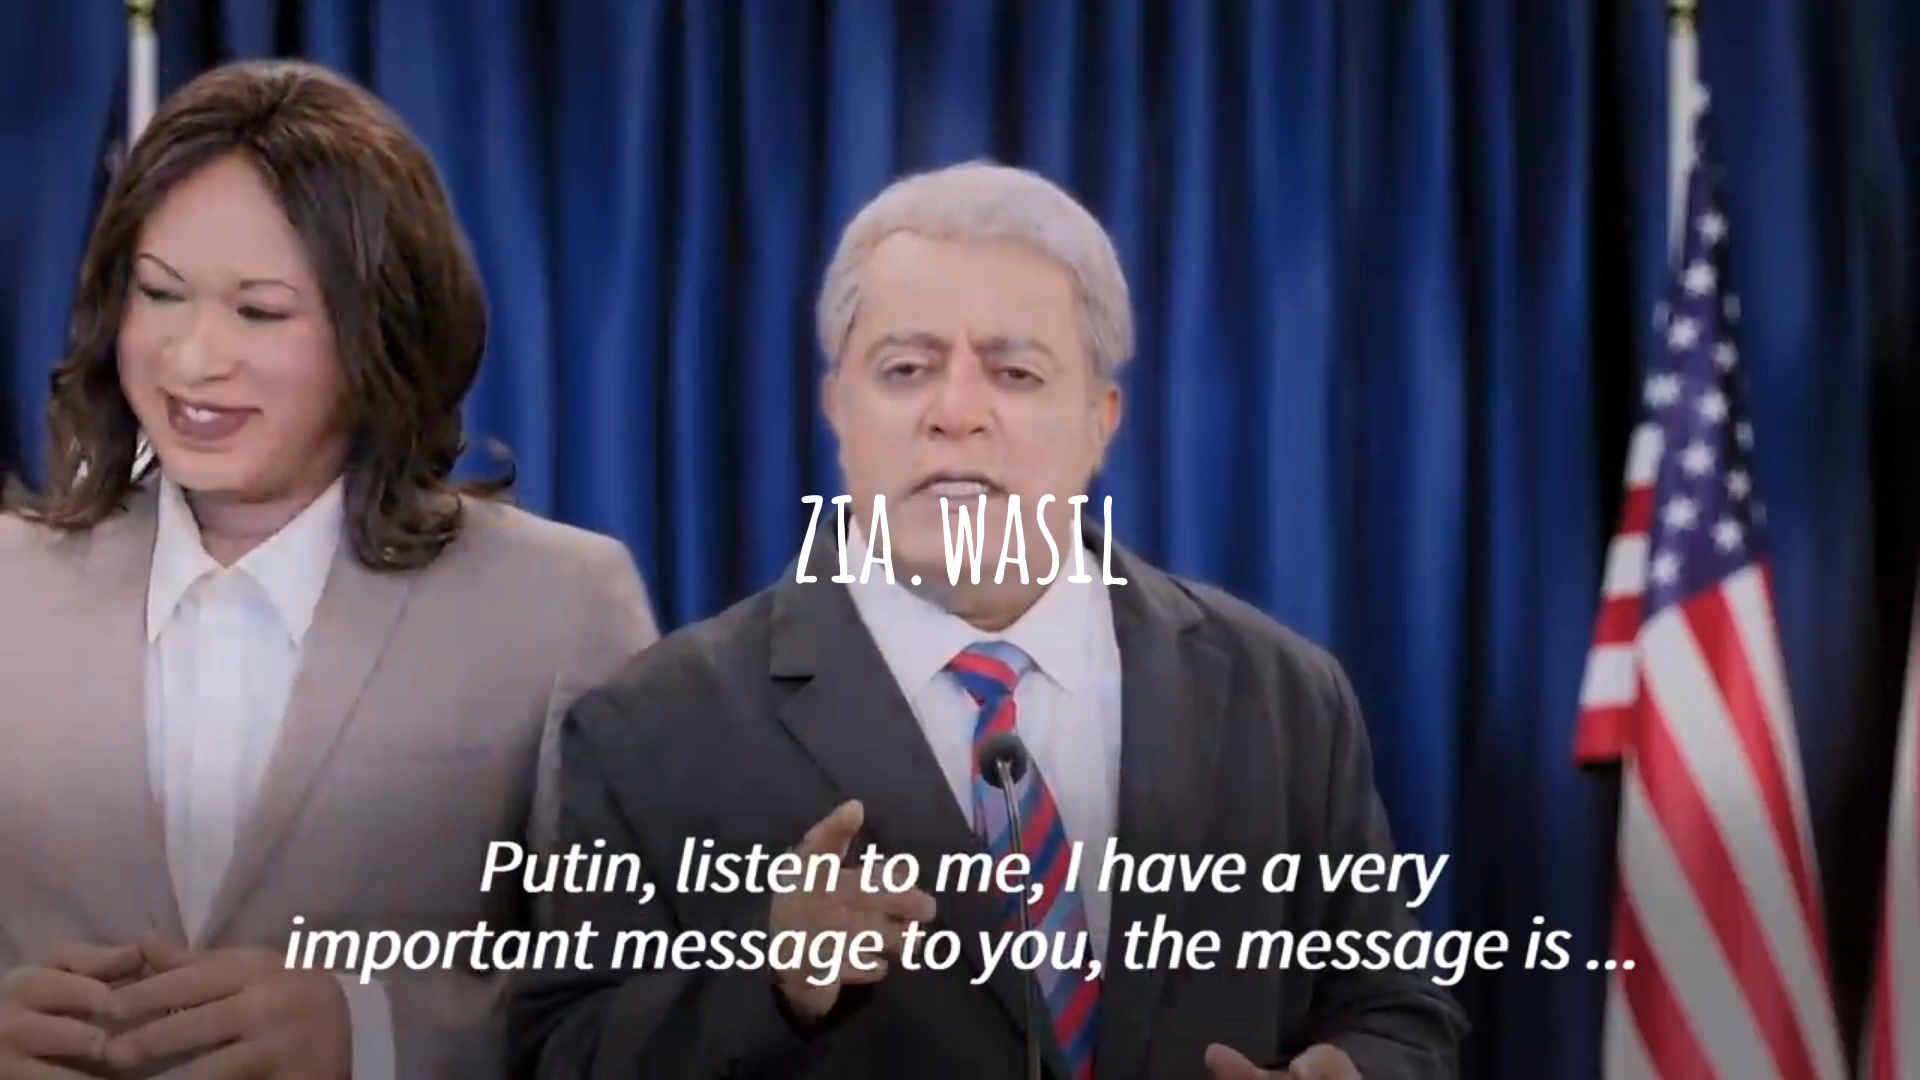 ZIA.WASIL
Putin, listen to me, I have a very
important message to you, the message is ...